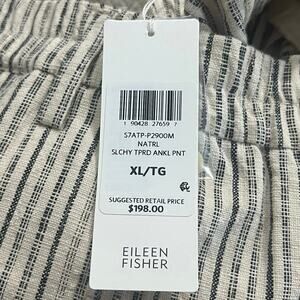 1 90428 27659 7
S7ATP-P2900M
NATRL
SLCHY TPRD ANKL PNT
XL/TG
SUGGESTED RETAIL PRICE
$198.00
EILEEN
FISHER